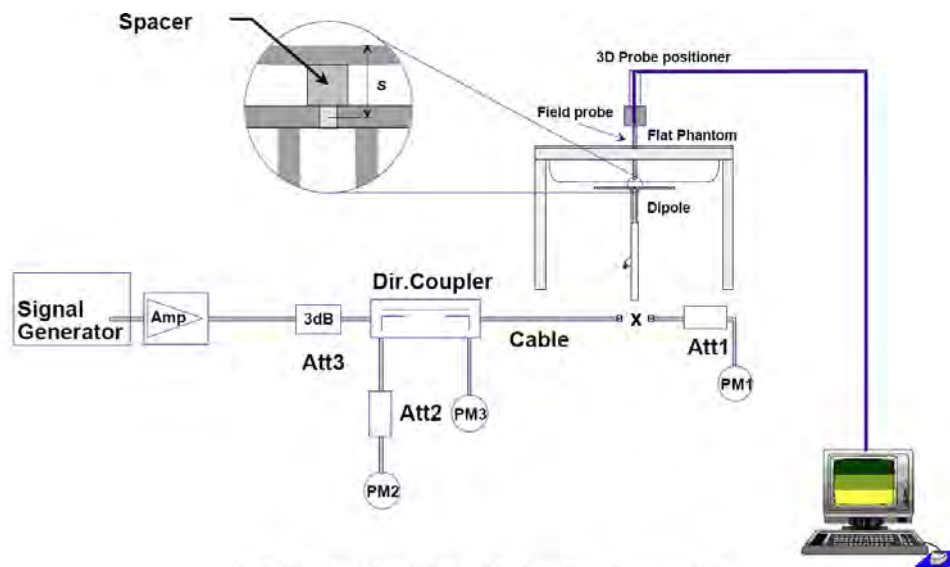 Spacer
s
3D Probe positioner
Field probe
Flat Phantom
Dipole
Signal
Generator
Amp
3dB
Att3
Dir.Coupler
Cable
x
Att1
PM1
Att2
PM3
PM2